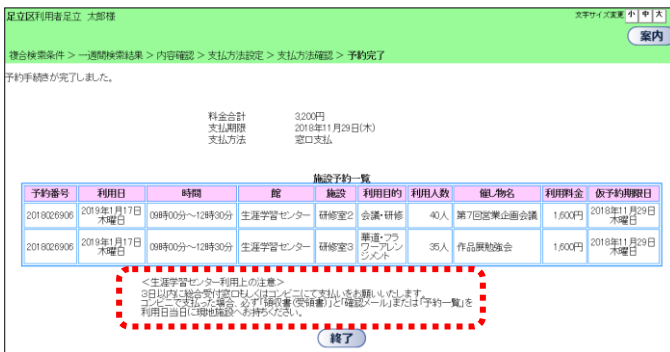 足立区利用者足立 太郎様
文字サイズ変更 小 中 大
案内
複合検索条件 > 一週間検索結果 > 内容確認 > 支払方法設定 > 支払方法確認 > 予約完了
予約手続きが完了しました。
料金合計 3,200円
支払期限 2018年11月29日(木)
支払方法 窓口支払
施設予約一覧
予約番号 利用日 時間 館 施設 利用目的 利用人数 催し物名 利用料金 仮予約期限日
2018026906 2019年1月17日 木曜日 09時00分～12時30分 生涯学習センター 研修室2 会議・研修 40人 第7回営業企画会議 1,600円 2018年11月29日 木曜日
2018026906 2019年1月17日 木曜日 09時00分～12時30分 生涯学習センター 研修室3 華道・フラワーアレンジメント 35人 作品展勉強会 1,600円 2018年11月29日 木曜日
＜生涯学習センター利用上の注意＞
3日以内に総合受付窓口もしくはコンビニにて支払いをお願いいたします。
コンビニで支払った場合、必ず「領収書(受領書)」と「確認メール」または「予約一覧」を
利用日当日に現地施設へお持ちください。
終了